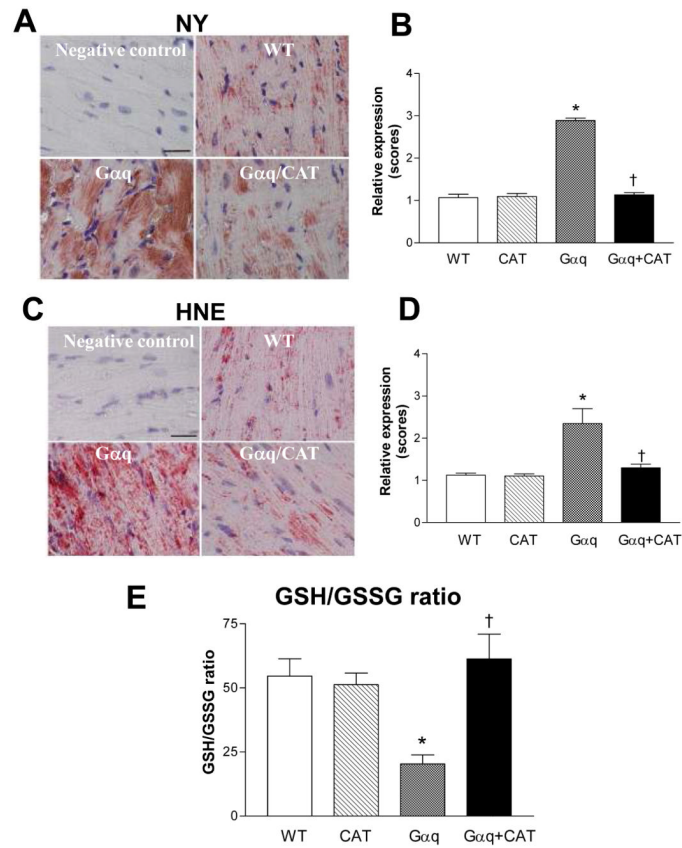 A
NY
Negative control
WT
Gαq
Gαq/CAT
B
Relative expression
(scores)
4
3
2
1
0
*
†
WT CAT Gαq Gαq+CAT
C
HNE
Negative control
WT
Gαq
Gαq/CAT
D
Relative expression
(scores)
4
3
2
1
0
*
†
WT CAT Gαq Gαq+CAT
E
GSH/GSSG ratio
GSH/GSSG ratio
75
50
25
0
*
†
WT CAT Gαq Gαq+CAT